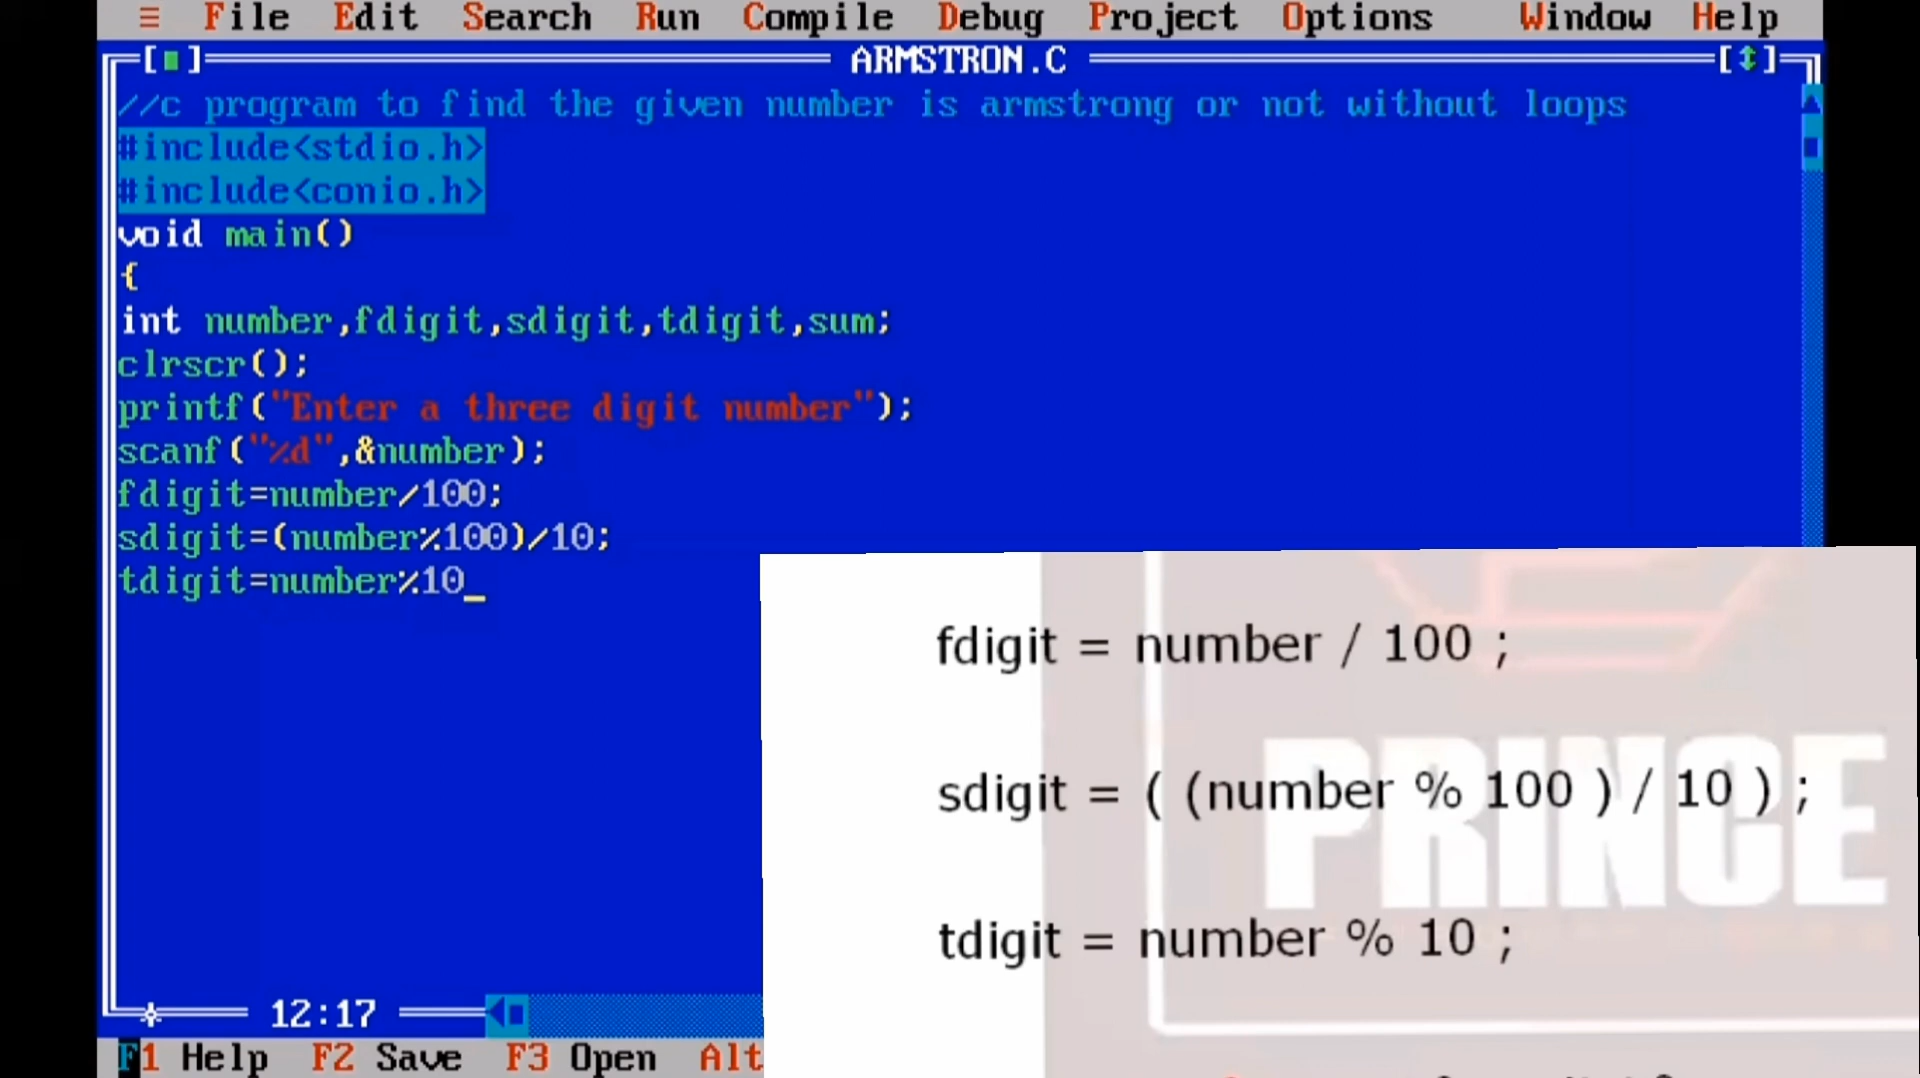 ≡ File Edit Search Run Compile Debug Project Options Window Help
[■] ARMSTRON.C [↕]
//c program to find the given number is armstrong or not without loops
#include<stdio.h>
#include<conio.h>
void main()
{
int number,fdigit,sdigit,tdigit,sum;
clrscr();
printf("Enter a three digit number");
scanf("%d",&number);
fdigit=number/100;
sdigit=(number%100)/10;
tdigit=number%10_
fdigit = number / 100 ;
sdigit = ( (number % 100 ) / 10 ) ;
tdigit = number % 10 ;
PRINCE
12:17
F1 Help F2 Save F3 Open Alt